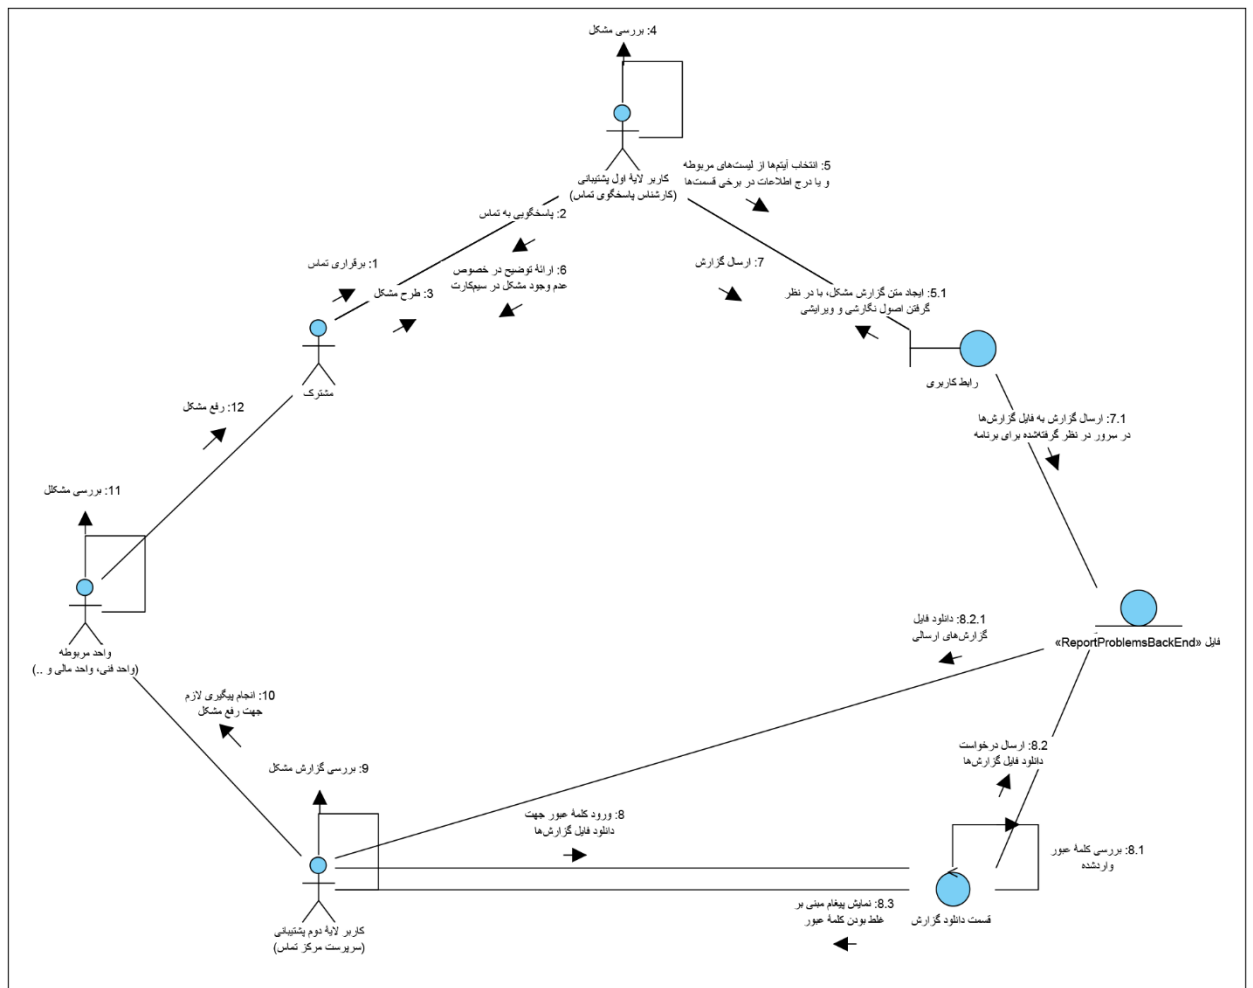 4: بررسی مشکل
کاربر لایهٔ اول پشتیبانی
(کارشناس پاسخگوی تماس)
5: انتخاب آیتم‌ها از لیست‌های مربوطه
و یا درج اطلاعات در برخی قسمت‌ها
2: پاسخگویی به تماس
1: برقراری تماس
6: ارائهٔ توضیح در خصوص
عدم وجود مشکل در سیم‌کارت
3: طرح مشکل
7: ارسال گزارش
5.1: ایجاد متن گزارش مشکل، با در نظر
گرفتن اصول نگارشی و ویرایشی
رابط کاربری
مشترک
12: رفع مشکل
7.1: ارسال گزارش به فایل گزارش‌ها
در سرور در نظر گرفته‌شده برای برنامه
11: بررسی مشکلل
واحد مربوطه
(واحد فنی، واحد مالی و ..)
8.2.1: دانلود فایل
گزارش‌های ارسالی
فایل «ReportProblemsBackEnd»
10: انجام پیگیری لازم
جهت رفع مشکل
9: بررسی گزارش مشکل
8.2: ارسال درخواست
دانلود فایل گزارش‌ها
8: ورود کلمهٔ عبور جهت
دانلود فایل گزارش‌ها
8.1: بررسی کلمهٔ عبور
واردشده
8.3: نمایش پیغام مبنی بر
غلط بودن کلمهٔ عبور
قسمت دانلود گزارش
کاربر لایهٔ دوم پشتیبانی
(سرپرست مرکز تماس)